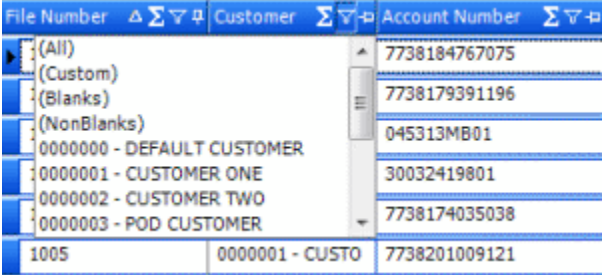 File Number Σ Customer Σ Account Number Σ
(All)
7738184767075
(Custom)
(Blanks)
7738179391196
(NonBlanks)
045313MB01
0000000 - DEFAULT CUSTOMER
0000001 - CUSTOMER ONE
30032419801
0000002 - CUSTOMER TWO
0000003 - POD CUSTOMER
7738174035038
1005 0000001 - CUSTO 7738201009121